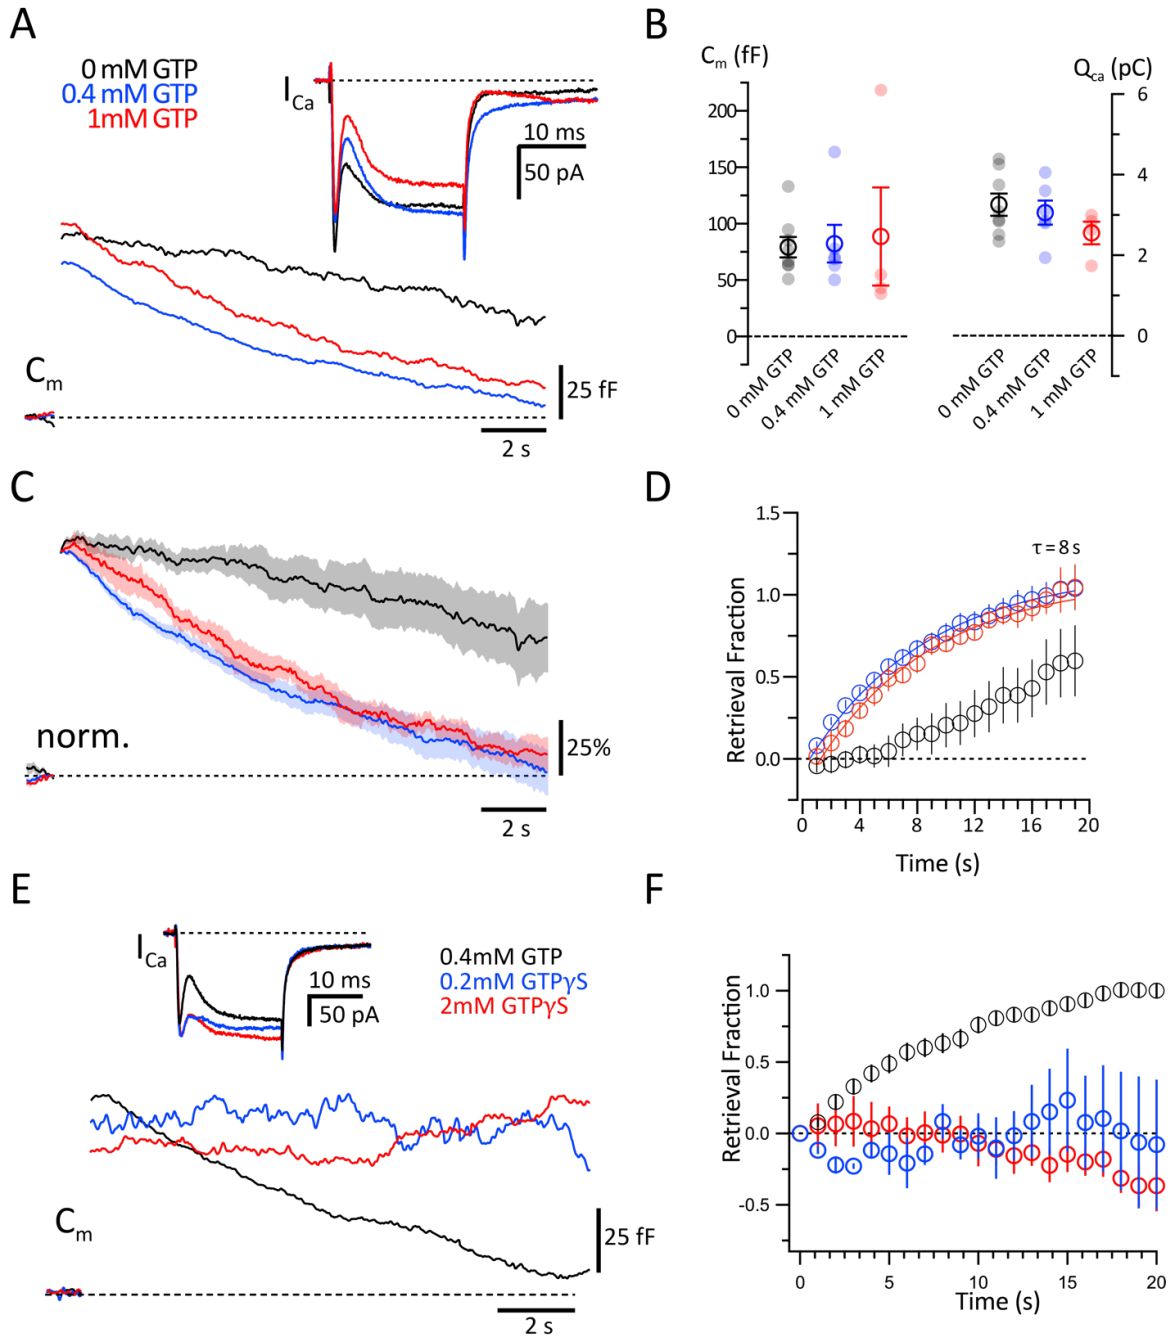 A
0 mM GTP
0.4 mM GTP
1mM GTP
I Ca
10 ms
50 pA
Cm
25 fF
2 s
B
Cm (fF)
Qca (pC)
200
150
100
50
0
6
4
2
0
0 mM GTP
0.4 mM GTP
1 mM GTP
0 mM GTP
0.4 mM GTP
1 mM GTP
C
norm.
25%
2 s
D
τ = 8 s
Retrieval Fraction
1.5
1.0
0.5
0.0
0
4
8
12
16
20
Time (s)
E
I Ca
10 ms
50 pA
0.4mM GTP
0.2mM GTPγS
2mM GTPγS
Cm
25 fF
2 s
F
Retrieval Fraction
1.0
0.5
0.0
-0.5
0
5
10
15
20
Time (s)